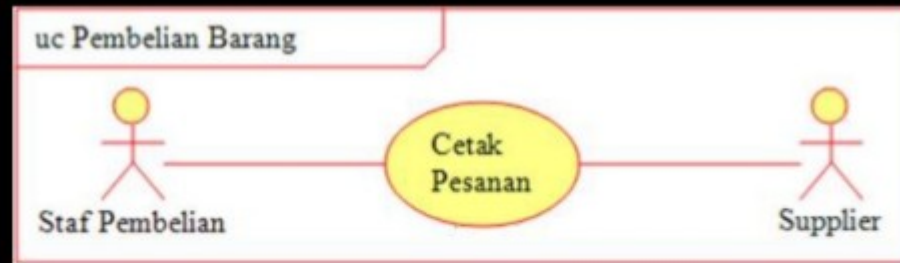 uc Pembelian Barang
Cetak
Pesanan
Staf Pembelian
Supplier